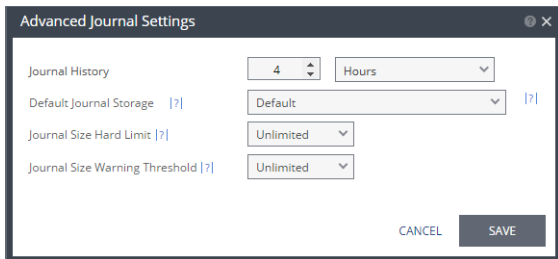 Advanced Journal Settings
Journal History 4 Hours
Default Journal Storage |?| Default |?|
Journal Size Hard Limit |?| Unlimited
Journal Size Warning Threshold |?| Unlimited
CANCEL SAVE